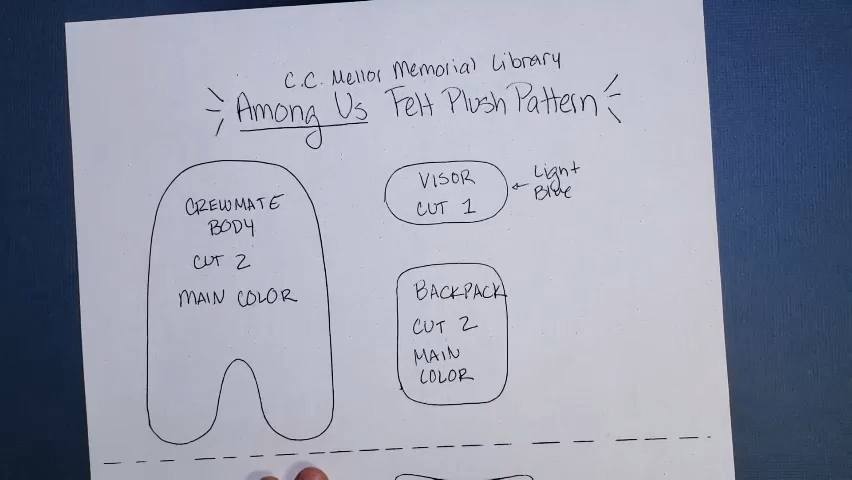 C.C. Mellor Memorial Library
Among Us Felt Plush Pattern
CREWMATE
BODY
CUT 2
MAIN COLOR
VISOR
CUT 1
Light
Blue
BACKPACK
CUT 2
MAIN
COLOR